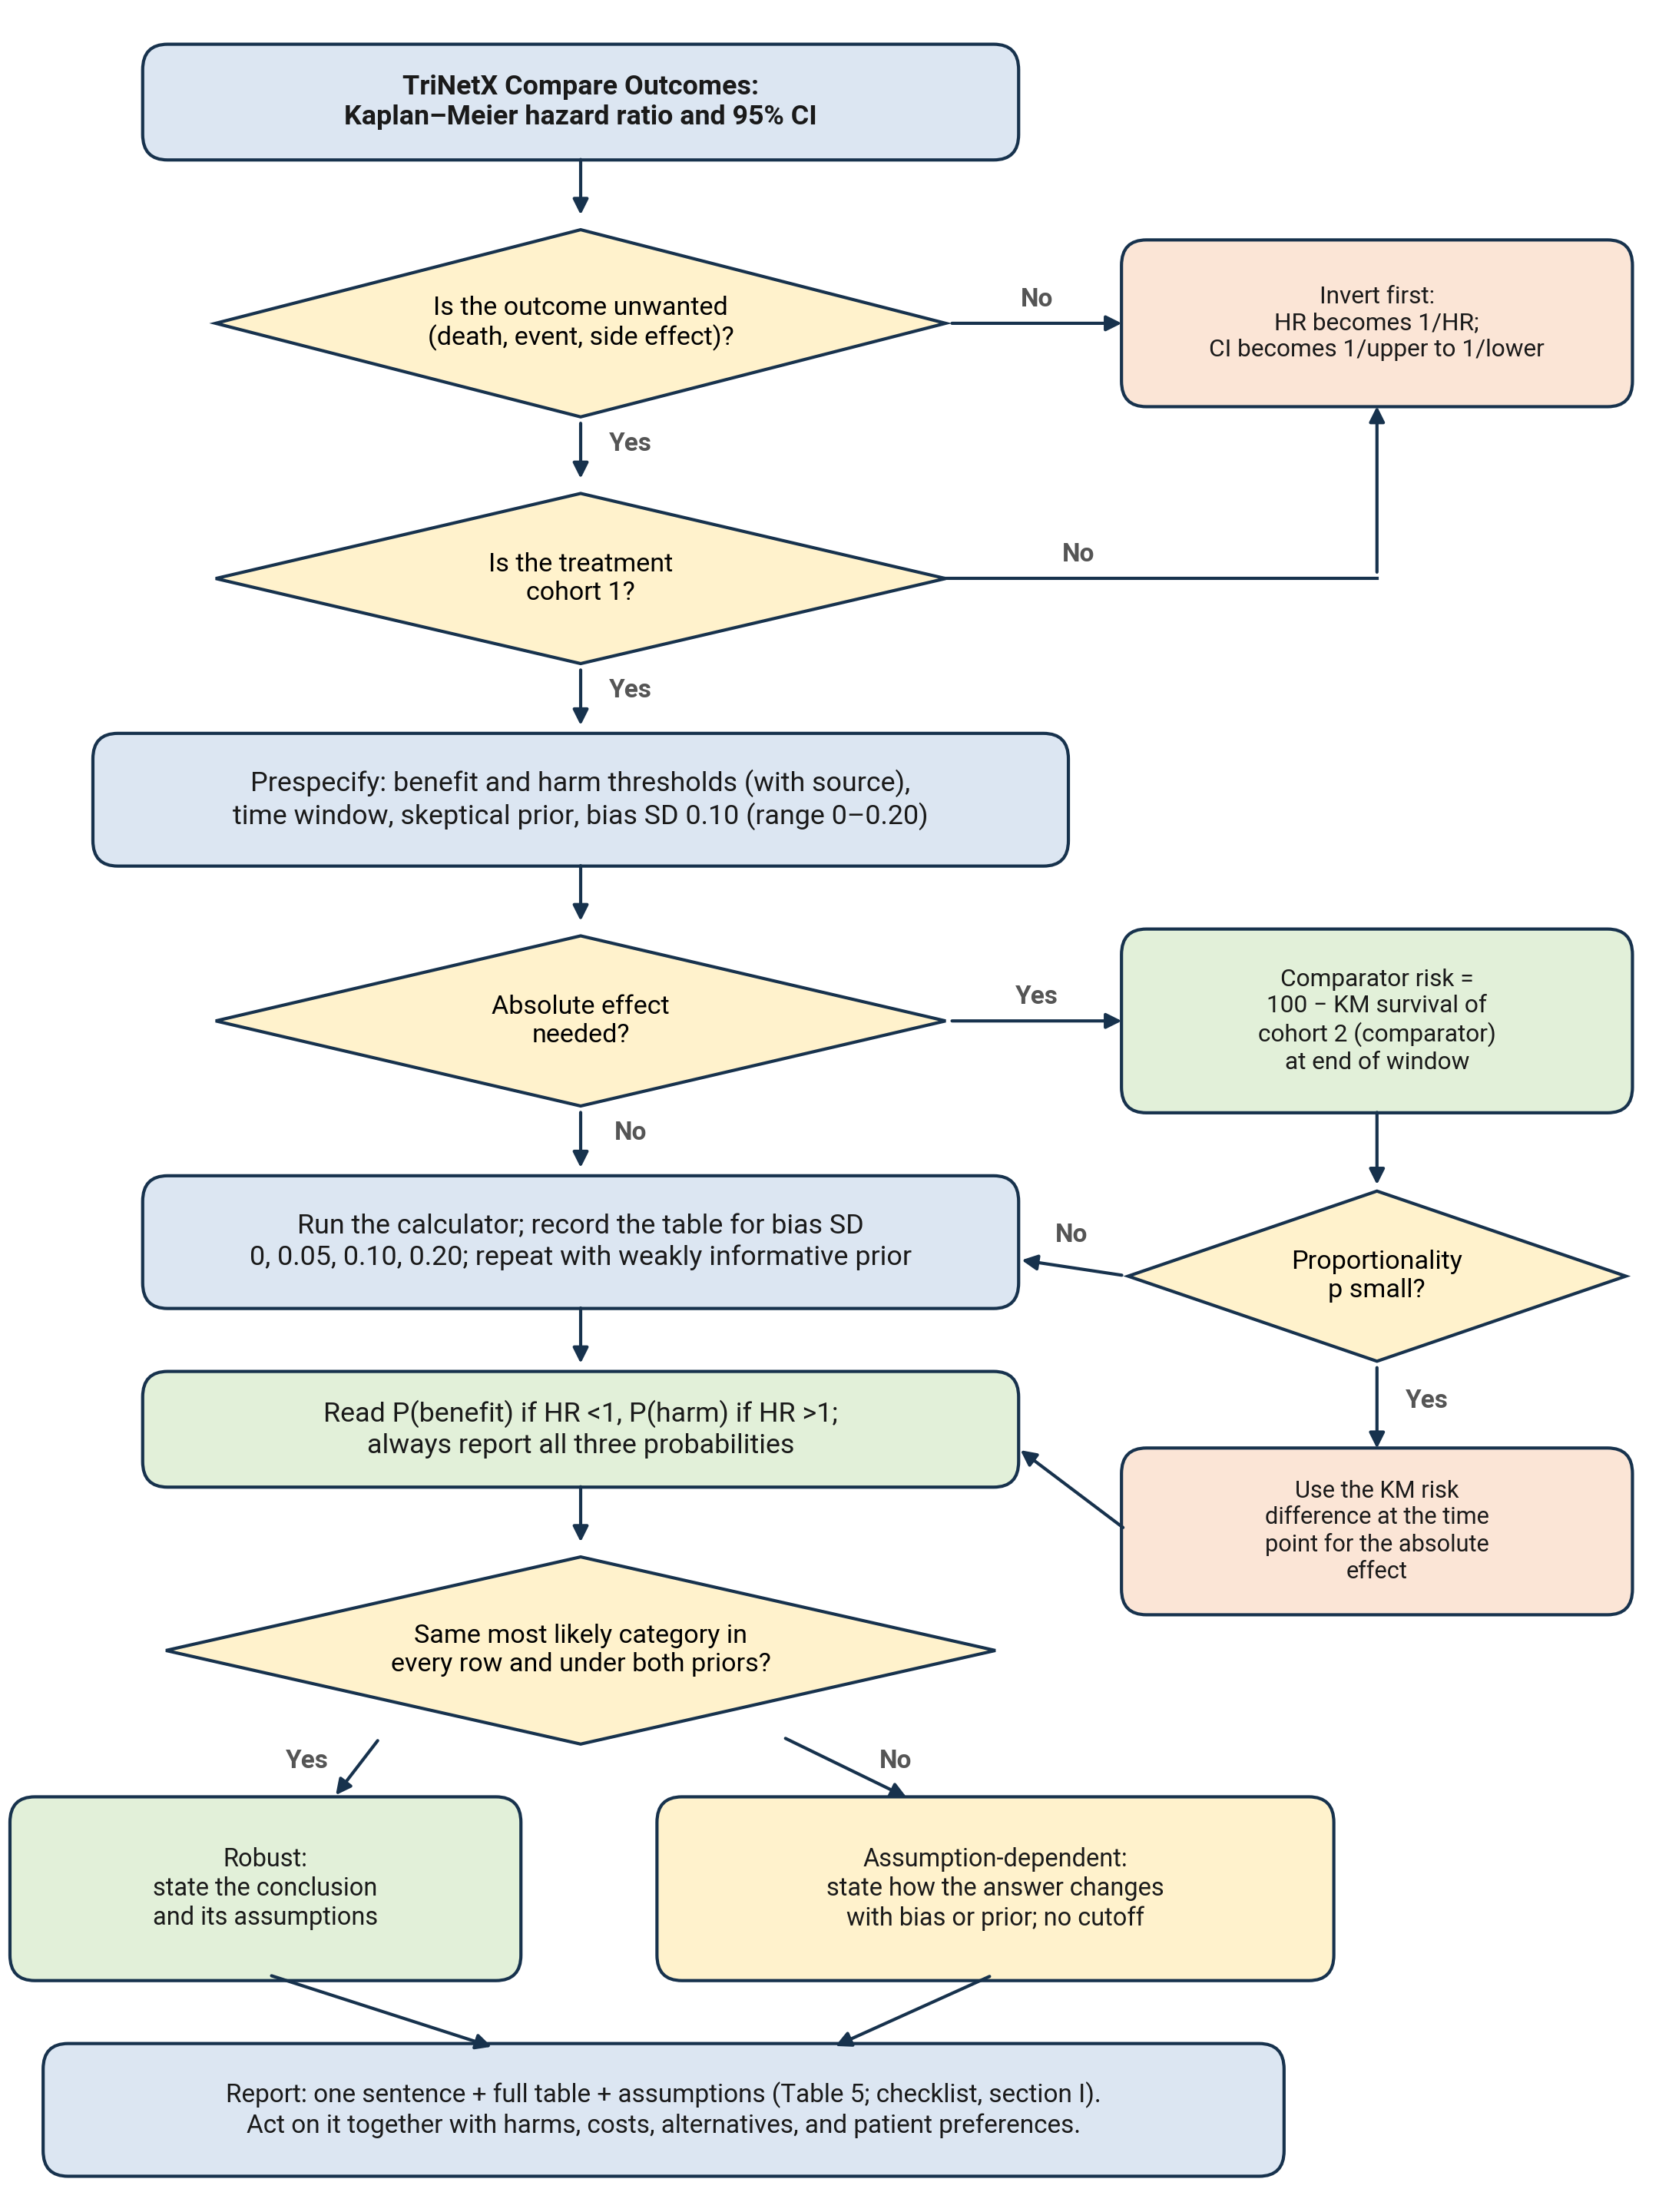 TriNetX Compare Outcomes:
Kaplan–Meier hazard ratio and 95% CI
Is the outcome unwanted
(death, event, side effect)?
No
Invert first:
HR becomes 1/HR;
CI becomes 1/upper to 1/lower
Yes
Is the treatment
cohort 1?
No
Yes
Prespecify: benefit and harm thresholds (with source),
time window, skeptical prior, bias SD 0.10 (range 0–0.20)
Absolute effect
needed?
Yes
Comparator risk =
100 − KM survival of
cohort 2 (comparator)
at end of window
No
Run the calculator; record the table for bias SD
0, 0.05, 0.10, 0.20; repeat with weakly informative prior
No
Proportionality
p small?
Yes
Read P(benefit) if HR <1, P(harm) if HR >1;
always report all three probabilities
Use the KM risk
difference at the time
point for the absolute
effect
Same most likely category in
every row and under both priors?
Yes
No
Robust:
state the conclusion
and its assumptions
Assumption-dependent:
state how the answer changes
with bias or prior; no cutoff
Report: one sentence + full table + assumptions (Table 5; checklist, section I).
Act on it together with harms, costs, alternatives, and patient preferences.